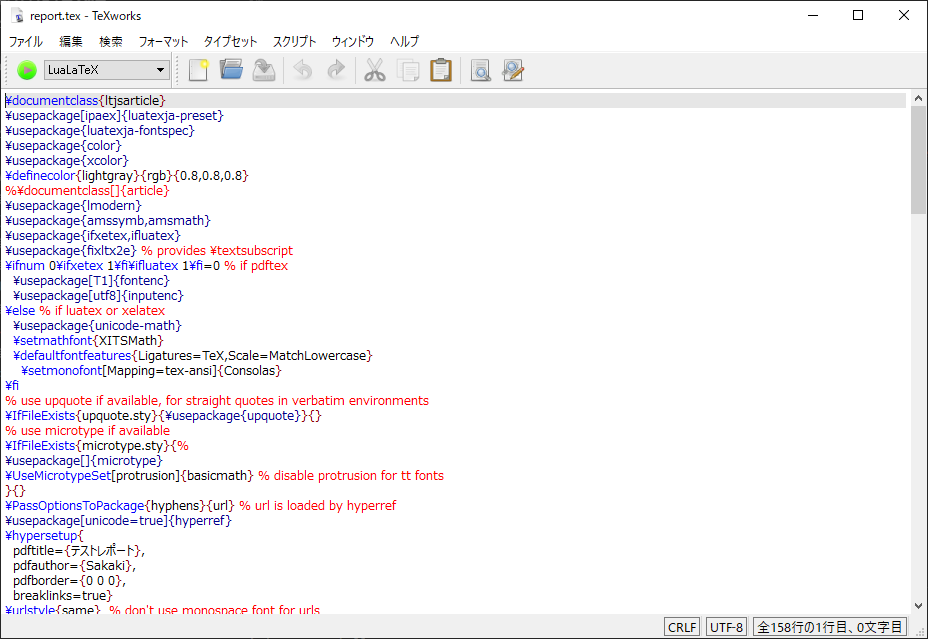 report.tex - TeXworks
ファイル 編集 検索 フォーマット タイプセット スクリプト ウィンドウ ヘルプ
LuaLaTeX
¥documentclass{ltjsarticle}
¥usepackage[ipaex]{luatexja-preset}
¥usepackage{luatexja-fontspec}
¥usepackage{color}
¥usepackage{xcolor}
¥definecolor{lightgray}{rgb}{0.8,0.8,0.8}
%¥documentclass[]{article}
¥usepackage{lmodern}
¥usepackage{amssymb,amsmath}
¥usepackage{ifxetex,ifluatex}
¥usepackage{fixltx2e} % provides ¥textsubscript
¥ifnum 0¥ifxetex 1¥fi¥ifluatex 1¥fi=0 % if pdftex
  ¥usepackage[T1]{fontenc}
  ¥usepackage[utf8]{inputenc}
¥else % if luatex or xelatex
  ¥usepackage{unicode-math}
  ¥setmathfont{XITSMath}
  ¥defaultfontfeatures{Ligatures=TeX,Scale=MatchLowercase}
    ¥setmonofont[Mapping=tex-ansi]{Consolas}
¥fi
% use upquote if available, for straight quotes in verbatim environments
¥IfFileExists{upquote.sty}{¥usepackage{upquote}}{}
% use microtype if available
¥IfFileExists{microtype.sty}{%
¥usepackage[]{microtype}
¥UseMicrotypeSet[protrusion]{basicmath} % disable protrusion for tt fonts
}{}
¥PassOptionsToPackage{hyphens}{url} % url is loaded by hyperref
¥usepackage[unicode=true]{hyperref}
¥hypersetup{
  pdftitle={テストレポート},
  pdfauthor={Sakaki},
  pdfborder={0 0 0},
  breaklinks=true}
¥urlstyle{same}  % don't use monospace font for urls
CRLF UTF-8 全158行の1行目、0文字目